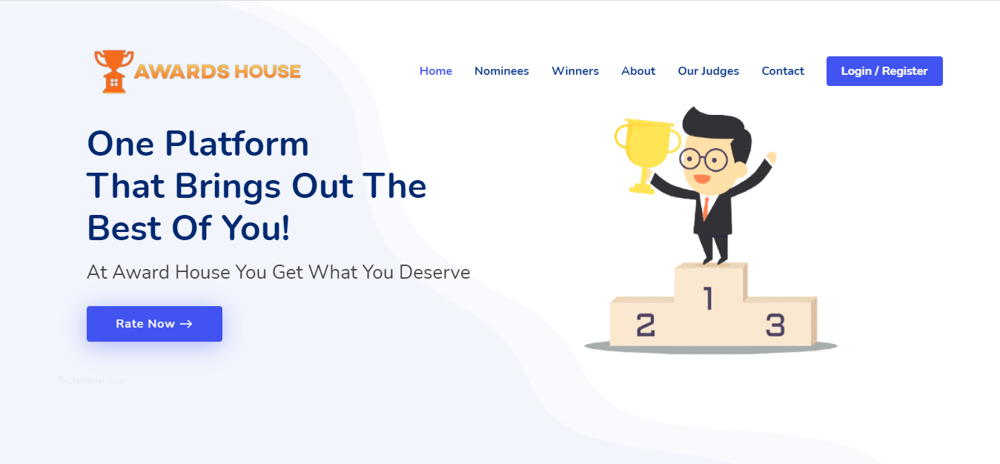 AWARDS HOUSE
Home Nominees Winners About Our Judges Contact Login / Register
One Platform
That Brings Out The
Best Of You!
At Award House You Get What You Deserve
Rate Now →
1
2 3
Rectangular Snip